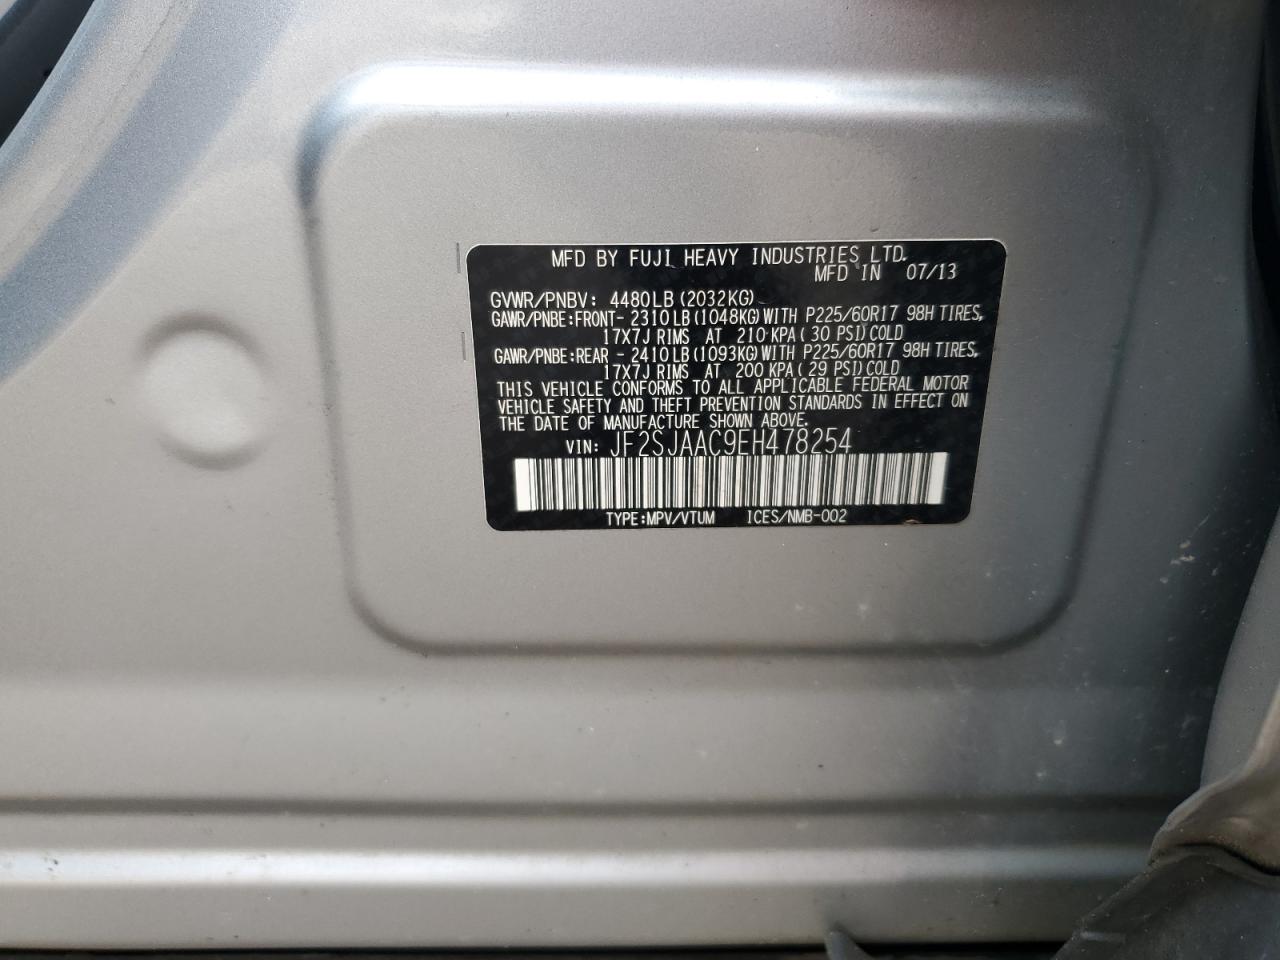 MFD BY FUJI HEAVY INDUSTRIES LTD.
MFD IN 07/13
GVWR/PNBV: 4480LB (2032KG)
GAWR/PNBE:FRONT- 2310LB (1048KG) WITH P225/60R17 98H TIRES,
17X7J RIMS AT 210 KPA ( 30 PSI) COLD
GAWR/PNBE:REAR - 2410LB (1093KG) WITH P225/60R17 98H TIRES,
17X7J RIMS AT 200 KPA ( 29 PSI) COLD
THIS VEHICLE CONFORMS TO ALL APPLICABLE FEDERAL MOTOR
VEHICLE SAFETY AND THEFT PREVENTION STANDARDS IN EFFECT ON
THE DATE OF MANUFACTURE SHOWN ABOVE.
VIN: JF2SJAAC9EH478254
TYPE:MPV/VTUM ICES/NMB-002